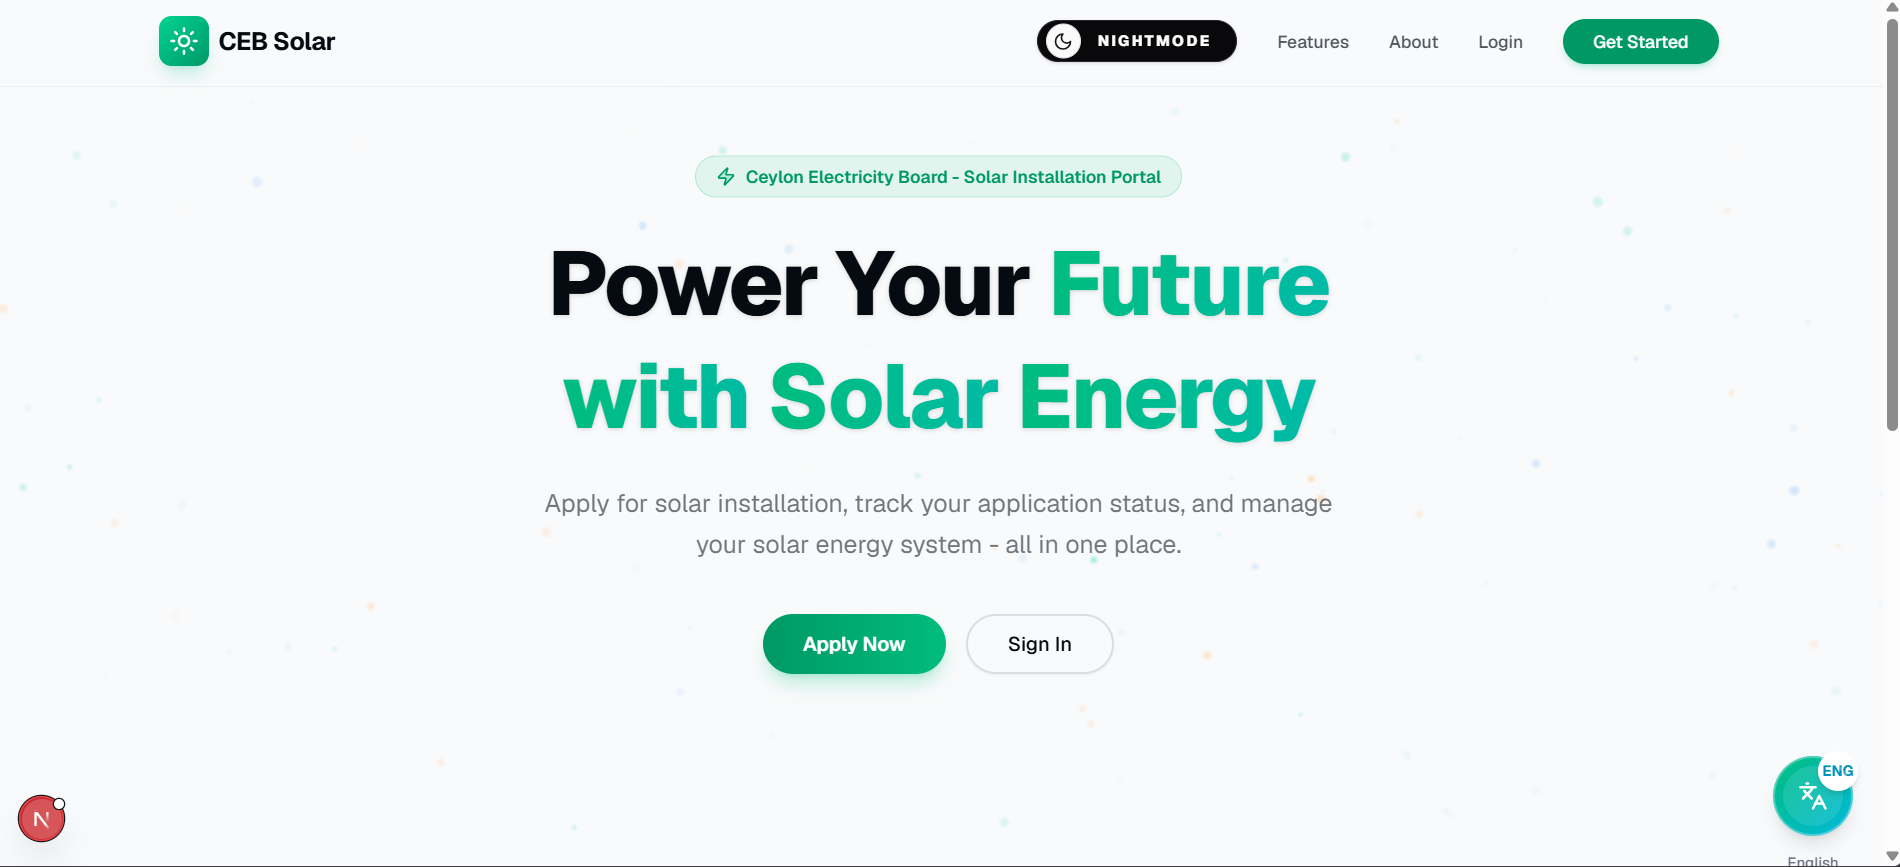 CEB Solar
NIGHTMODE
Features
About
Login
Get Started
Ceylon Electricity Board - Solar Installation Portal
Power Your Future
with Solar Energy
Apply for solar installation, track your application status, and manage
your solar energy system - all in one place.
Apply Now
Sign In
N
ENG
文A
English